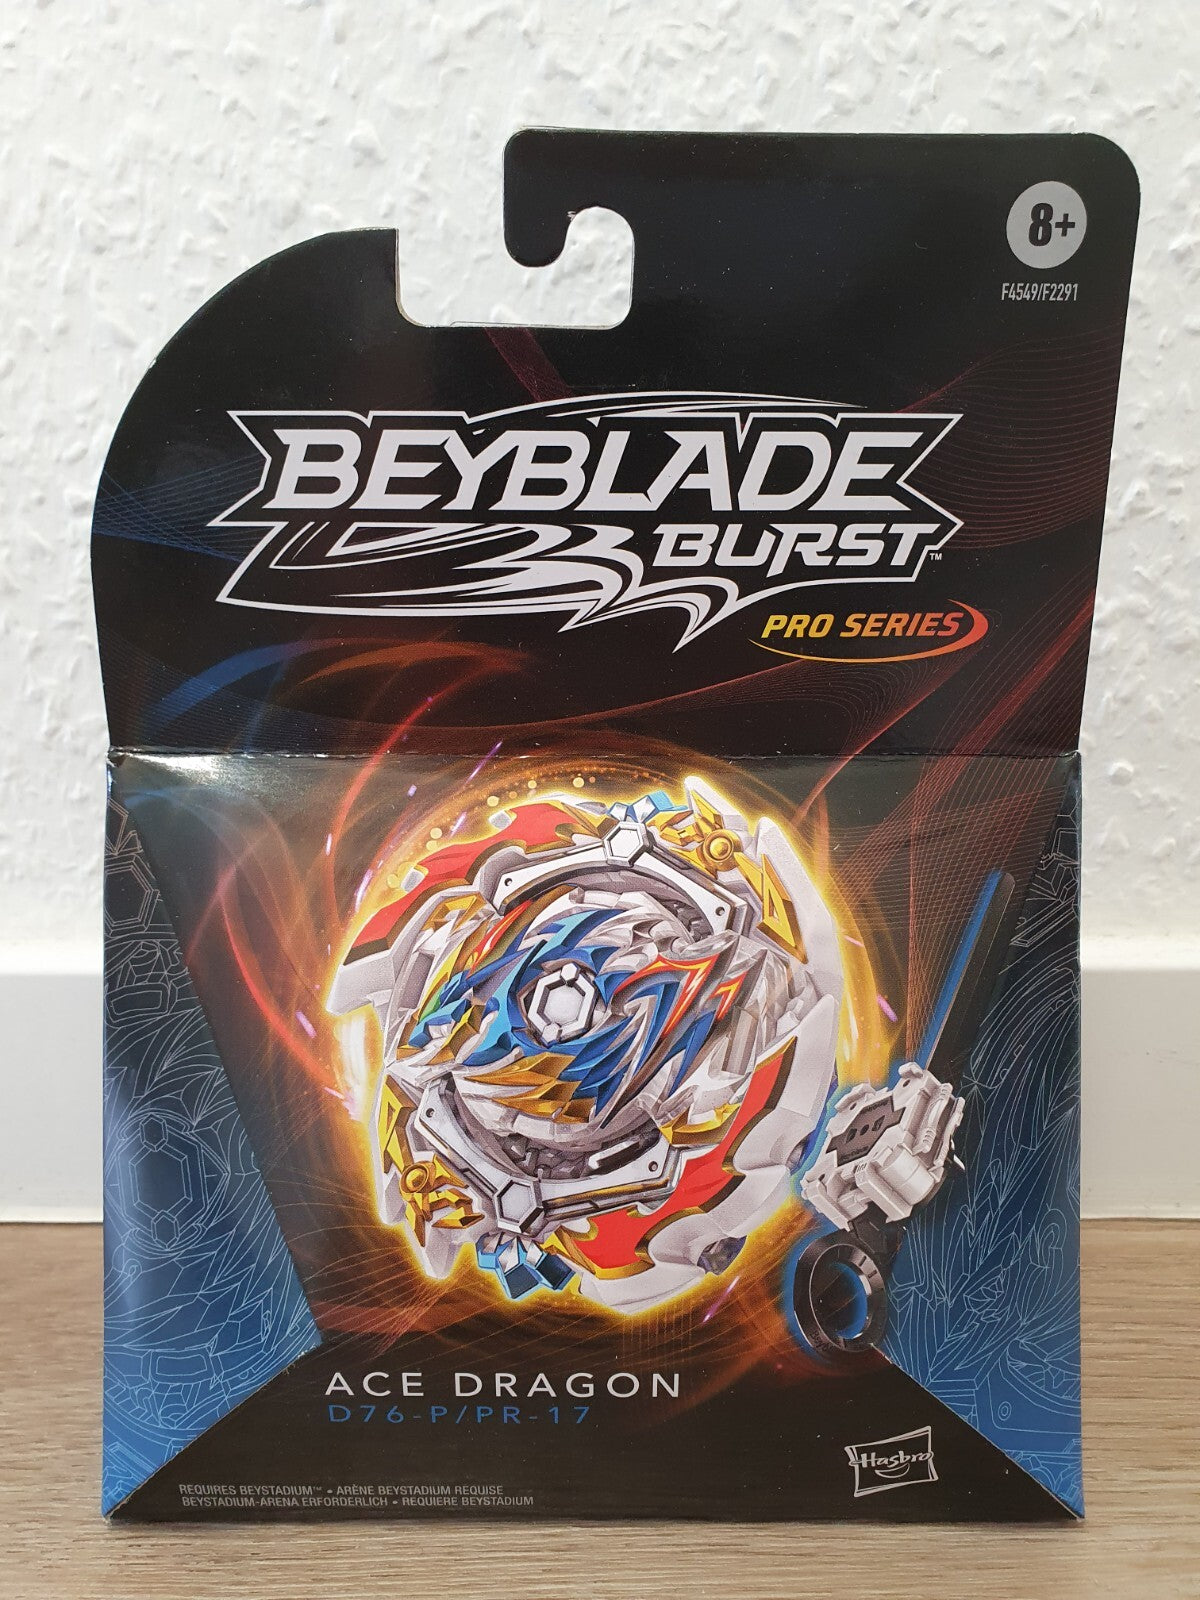 8+
F4549/F2291
BEYBLADE
BURST™
PRO SERIES
ACE DRAGON
D76-P/PR-17
Hasbro
REQUIRES BEYSTADIUM™ • ARÈNE BEYSTADIUM REQUISE
BEYSTADIUM-ARENA ERFORDERLICH • REQUIERE BEYSTADIUM